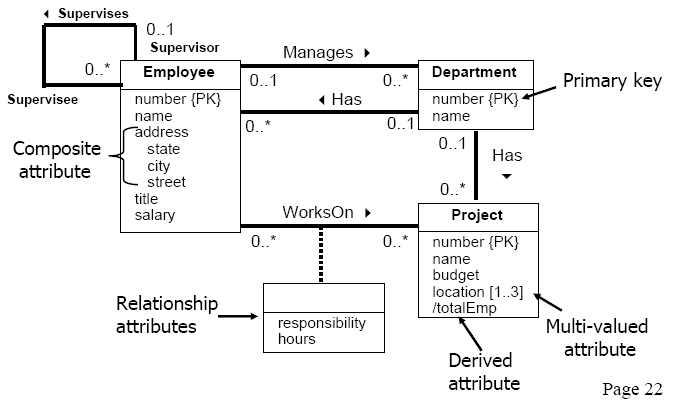 ◄ Supervises
0..1
Supervisor
0..*
Supervisee
Employee
number {PK}
name
address
state
city
street
title
salary
Composite
attribute
Manages ►
0..1
0..*
◄ Has
0..*
0..1
Department
number {PK}
name
Primary key
0..1
Has
▼
0..*
WorksOn ►
0..*
0..*
Project
number {PK}
name
budget
location [1..3]
/totalEmp
Relationship
attributes
responsibility
hours
Multi-valued
attribute
Derived
attribute
Page 22